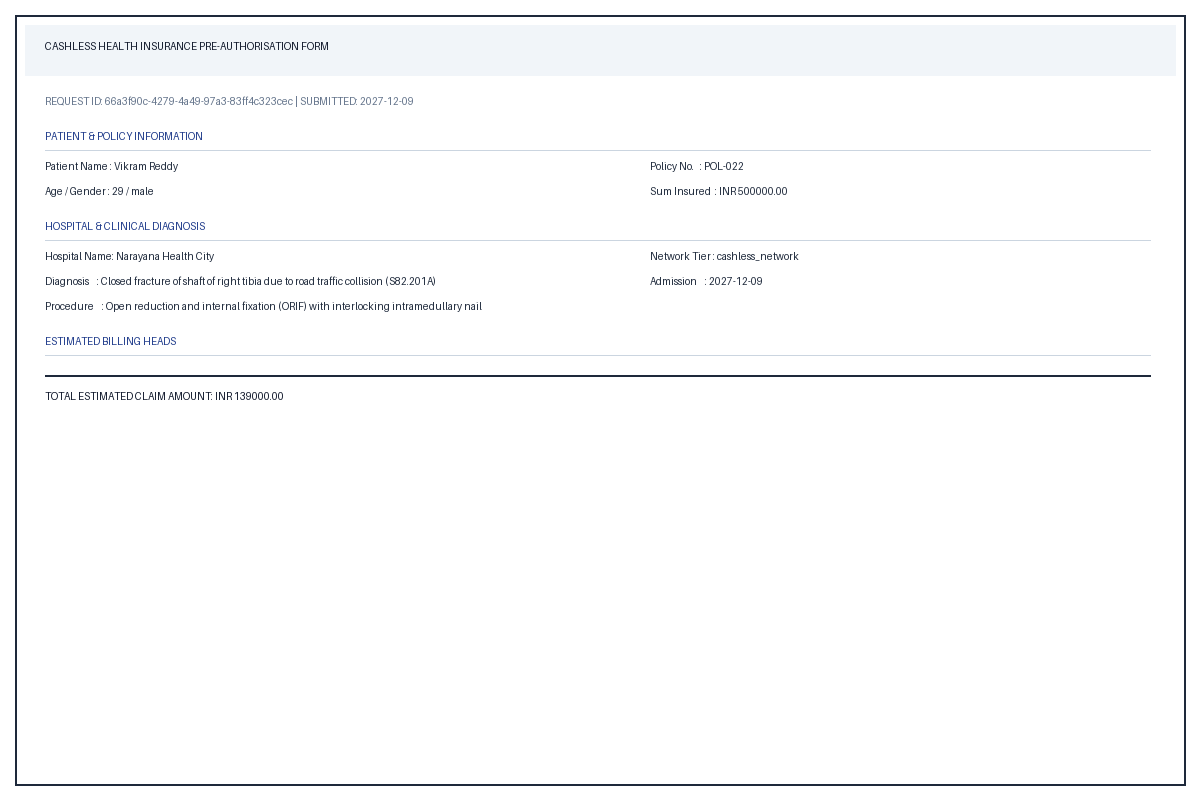 CASHLESS HEALTH INSURANCE PRE-AUTHORISATION FORM
REQUEST ID: 66a3f90c-4279-4a49-97a3-83ff4c323cec | SUBMITTED: 2027-12-09
PATIENT & POLICY INFORMATION
Patient Name : Vikram Reddy Policy No. : POL-022
Age / Gender : 29 / male Sum Insured : INR 500000.00
HOSPITAL & CLINICAL DIAGNOSIS
Hospital Name: Narayana Health City Network Tier : cashless_network
Diagnosis : Closed fracture of shaft of right tibia due to road traffic collision (S82.201A) Admission : 2027-12-09
Procedure : Open reduction and internal fixation (ORIF) with interlocking intramedullary nail
ESTIMATED BILLING HEADS
TOTAL ESTIMATED CLAIM AMOUNT: INR 139000.00